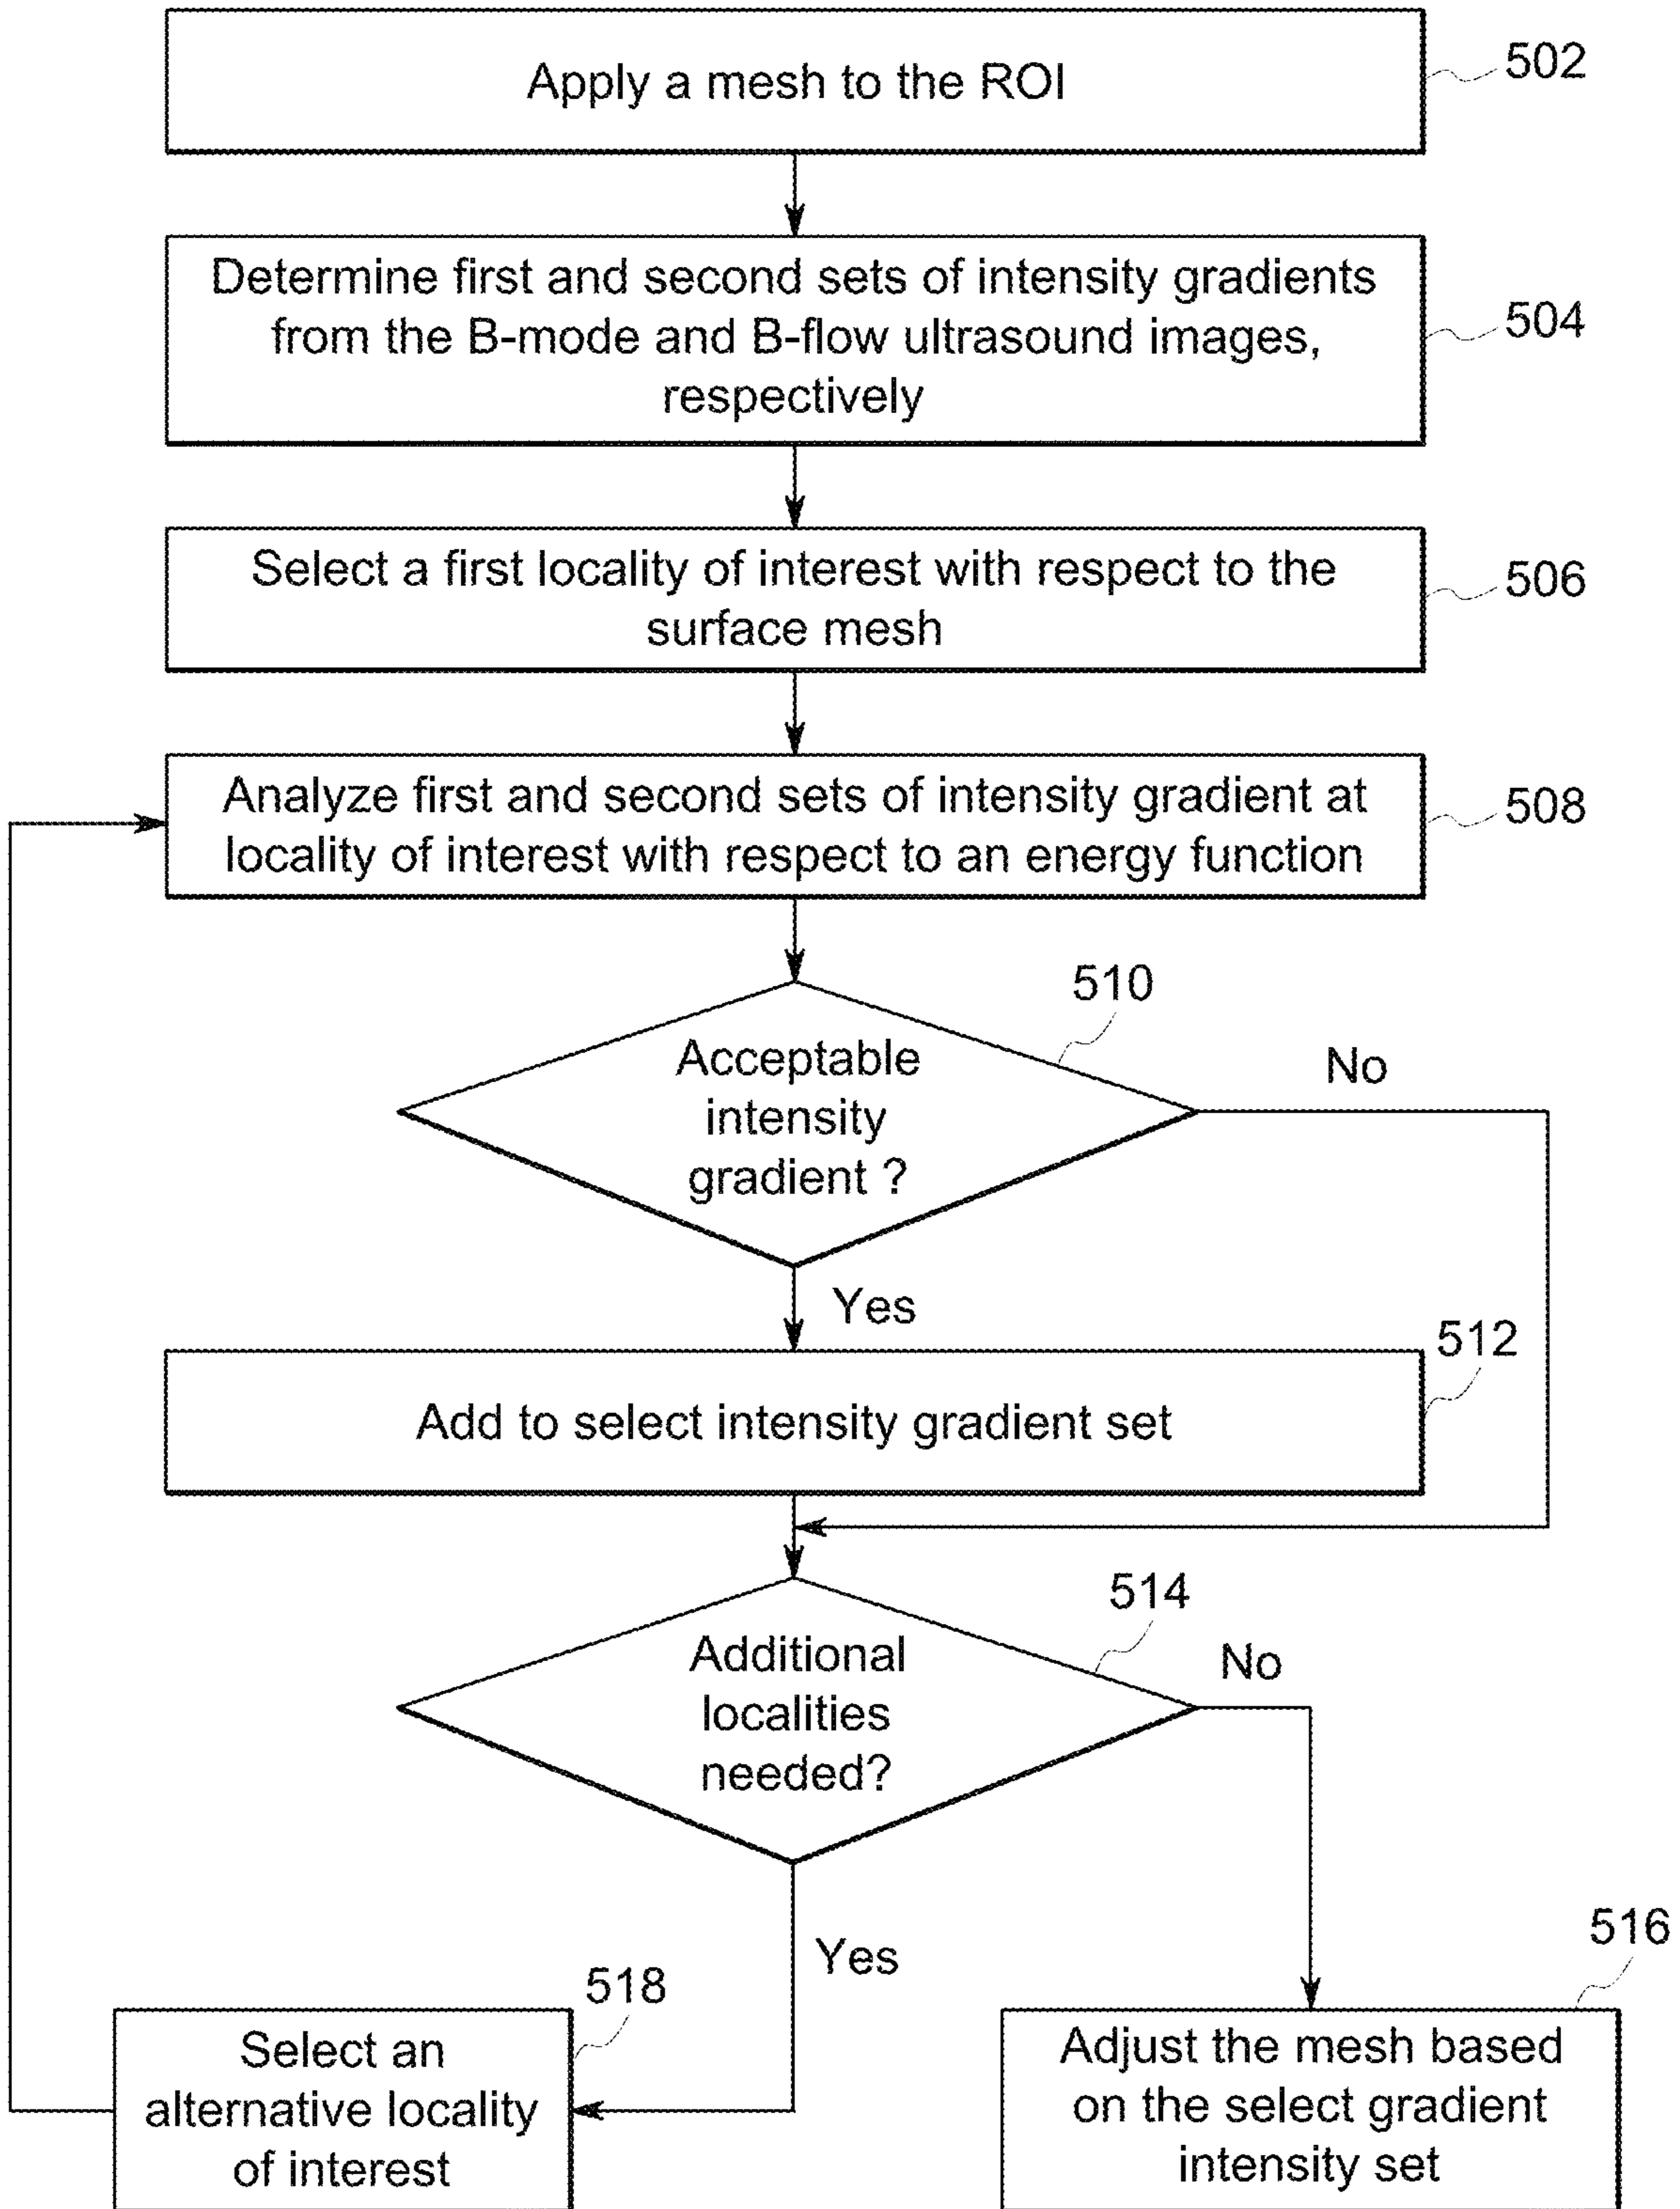 Apply a mesh to the ROI
502
Determine first and second sets of intensity gradients
from the B-mode and B-flow ultrasound images,
respectively
504
Select a first locality of interest with respect to the
surface mesh
506
Analyze first and second sets of intensity gradient at
locality of interest with respect to an energy function
508
510
Acceptable
intensity
gradient ?
No
Yes
512
Add to select intensity gradient set
514
Additional
localities
needed?
No
Yes
518
Select an
alternative locality
of interest
516
Adjust the mesh based
on the select gradient
intensity set